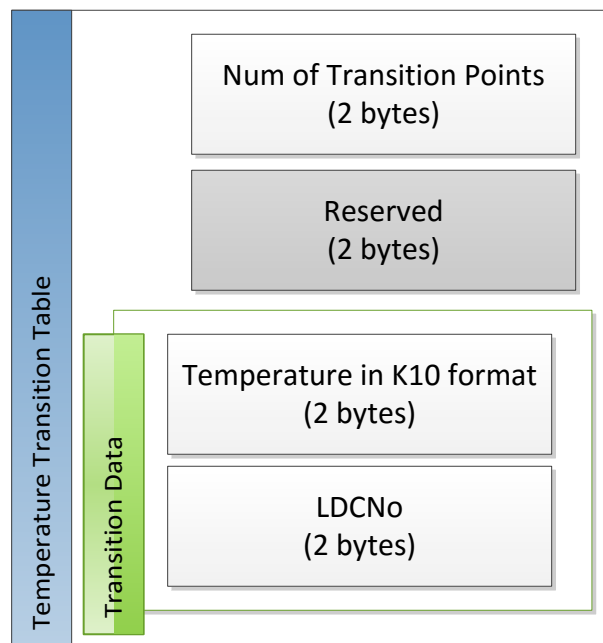 Temperature Transition Table
Num of Transition Points
(2 bytes)
Reserved
(2 bytes)
Transition Data
Temperature in K10 format
(2 bytes)
LDCNo
(2 bytes)